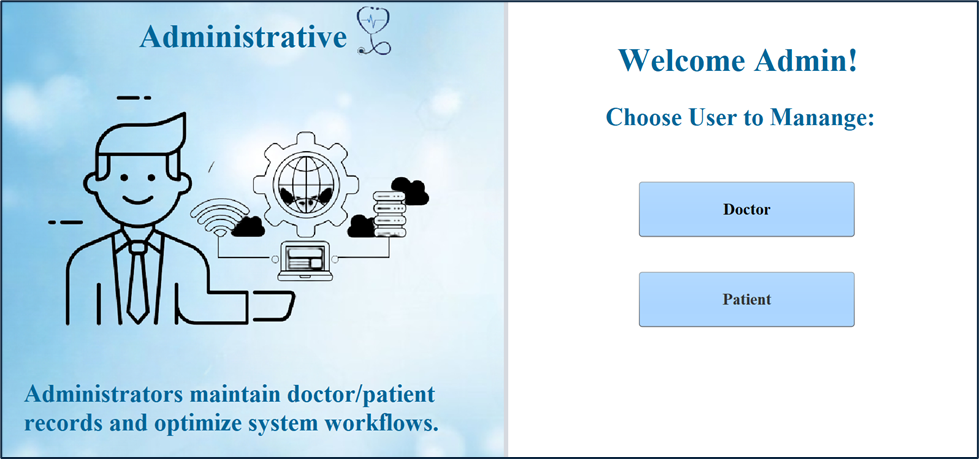 Administrative
Administrators maintain doctor/patient
records and optimize system workflows.
Welcome Admin!
Choose User to Manange:
Doctor
Patient